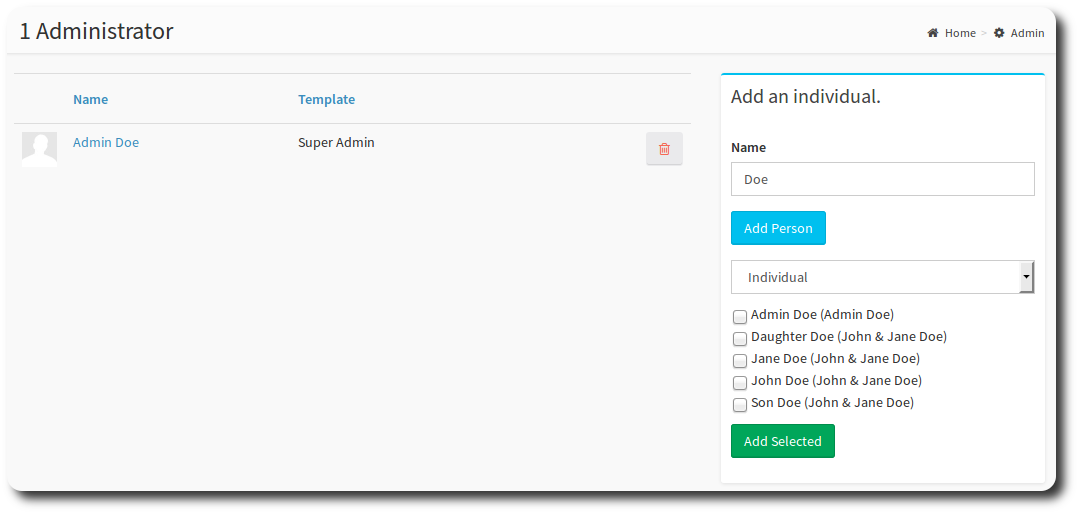 1 Administrator
Home > Admin
Name Template
Admin Doe Super Admin
Add an individual.
Name
Doe
Add Person
Individual
Admin Doe (Admin Doe)
Daughter Doe (John & Jane Doe)
Jane Doe (John & Jane Doe)
John Doe (John & Jane Doe)
Son Doe (John & Jane Doe)
Add Selected